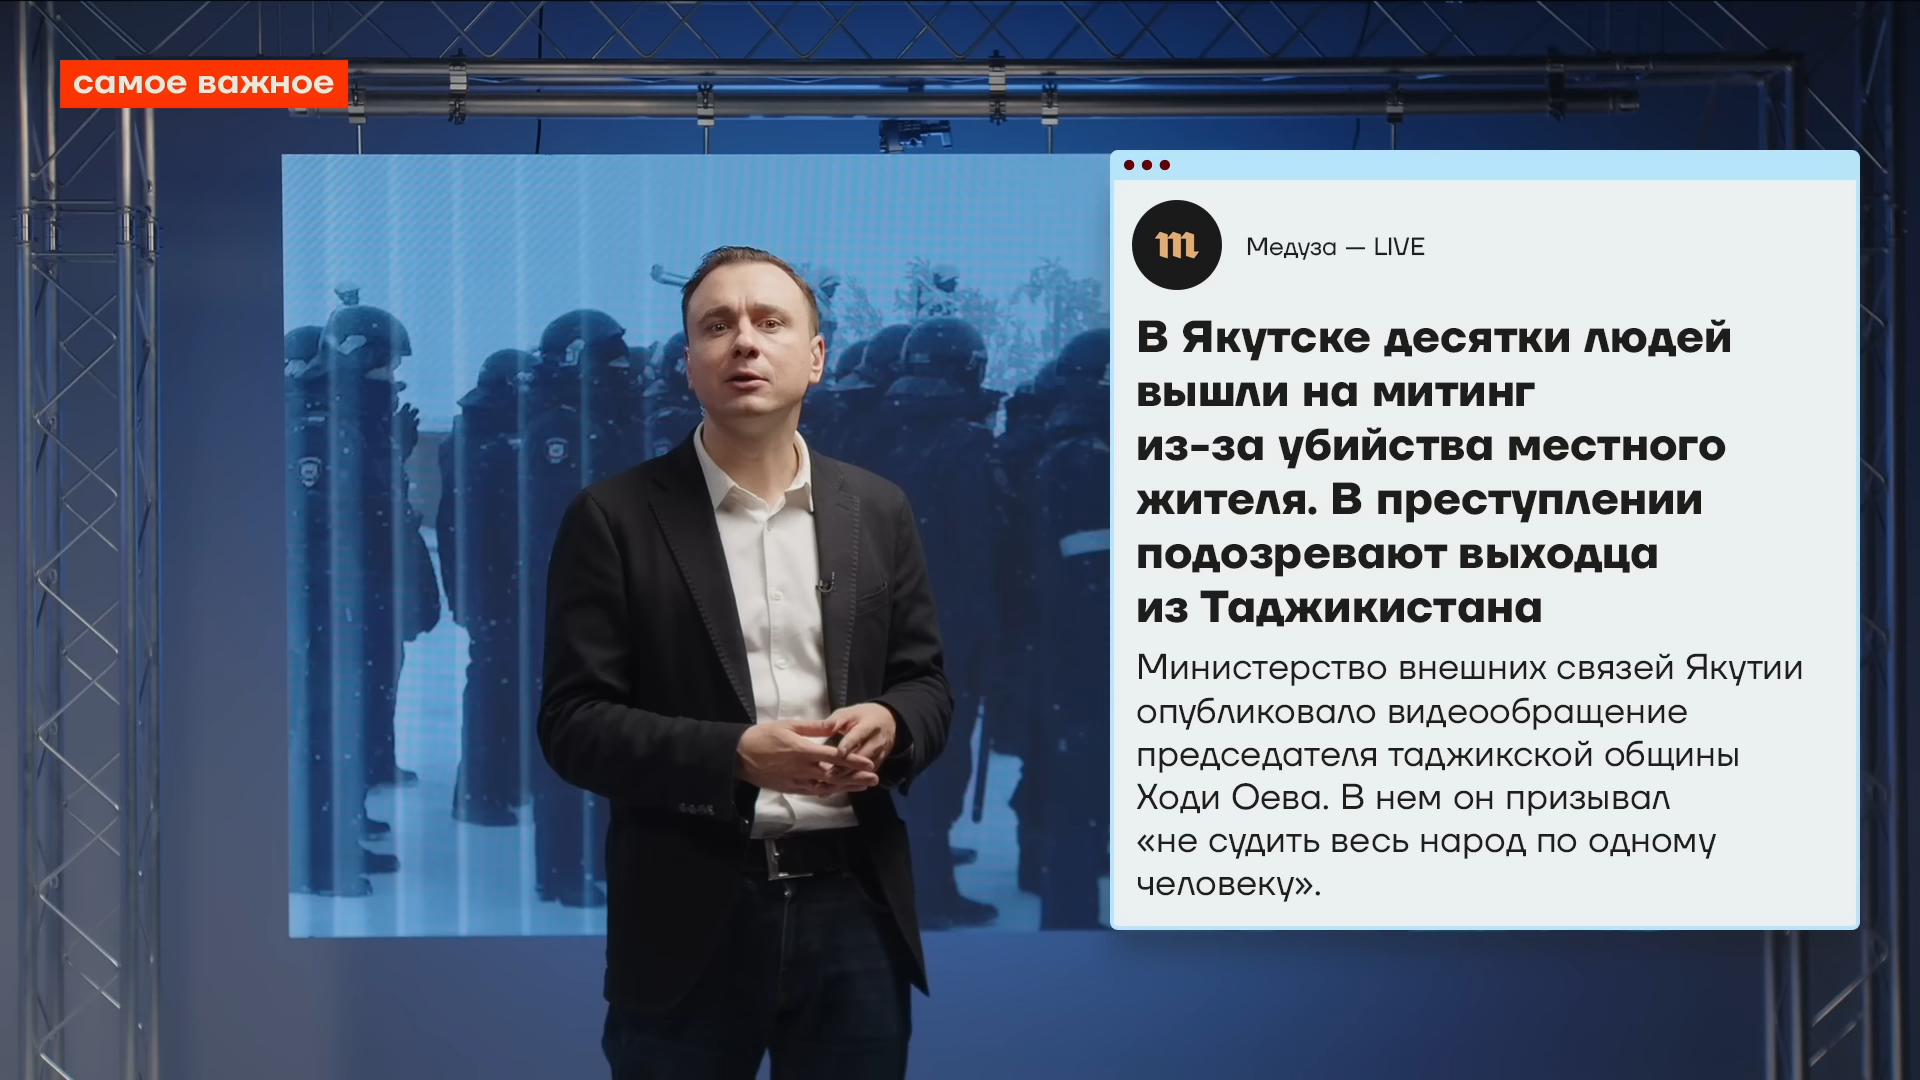 самое важное
m
Медуза — LIVE
В Якутске десятки людей
вышли на митинг
из-за убийства местного
жителя. В преступлении
подозревают выходца
из Таджикистана
Министерство внешних связей Якутии
опубликовало видеообращение
председателя таджикской общины
Ходи Оева. В нем он призывал
«не судить весь народ по одному
человеку».